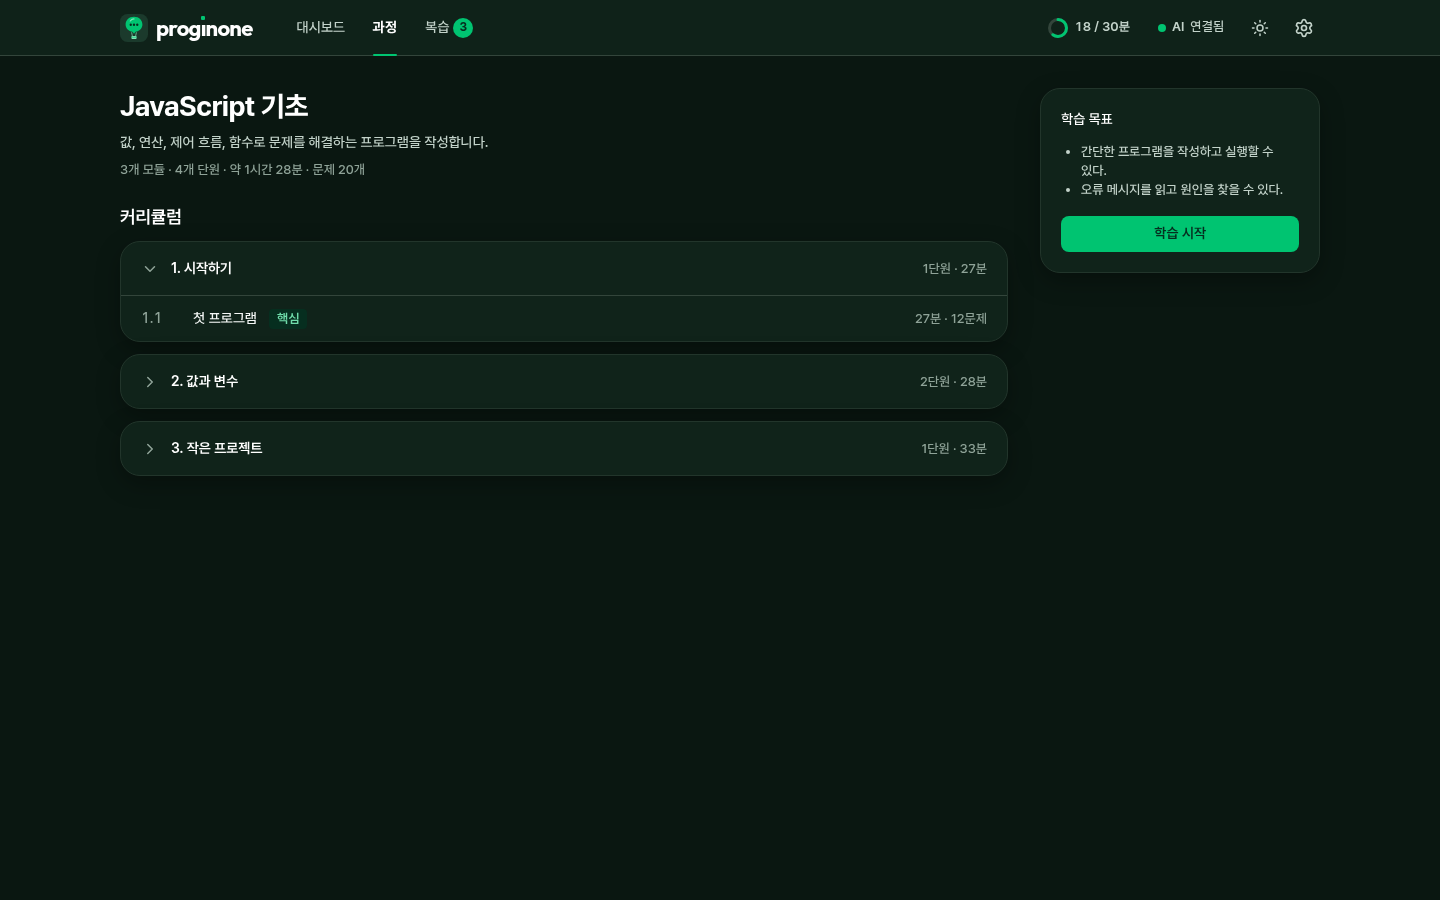 proginone
대시보드
과정
복습 3
18 / 30분
AI 연결됨
JavaScript 기초
값, 연산, 제어 흐름, 함수로 문제를 해결하는 프로그램을 작성합니다.
3개 모듈 · 4개 단원 · 약 1시간 28분 · 문제 20개
커리큘럼
1. 시작하기
1단원 · 27분
1.1 첫 프로그램 핵심
27분 · 12문제
2. 값과 변수
2단원 · 28분
3. 작은 프로젝트
1단원 · 33분
학습 목표
• 간단한 프로그램을 작성하고 실행할 수
있다.
• 오류 메시지를 읽고 원인을 찾을 수 있다.
학습 시작